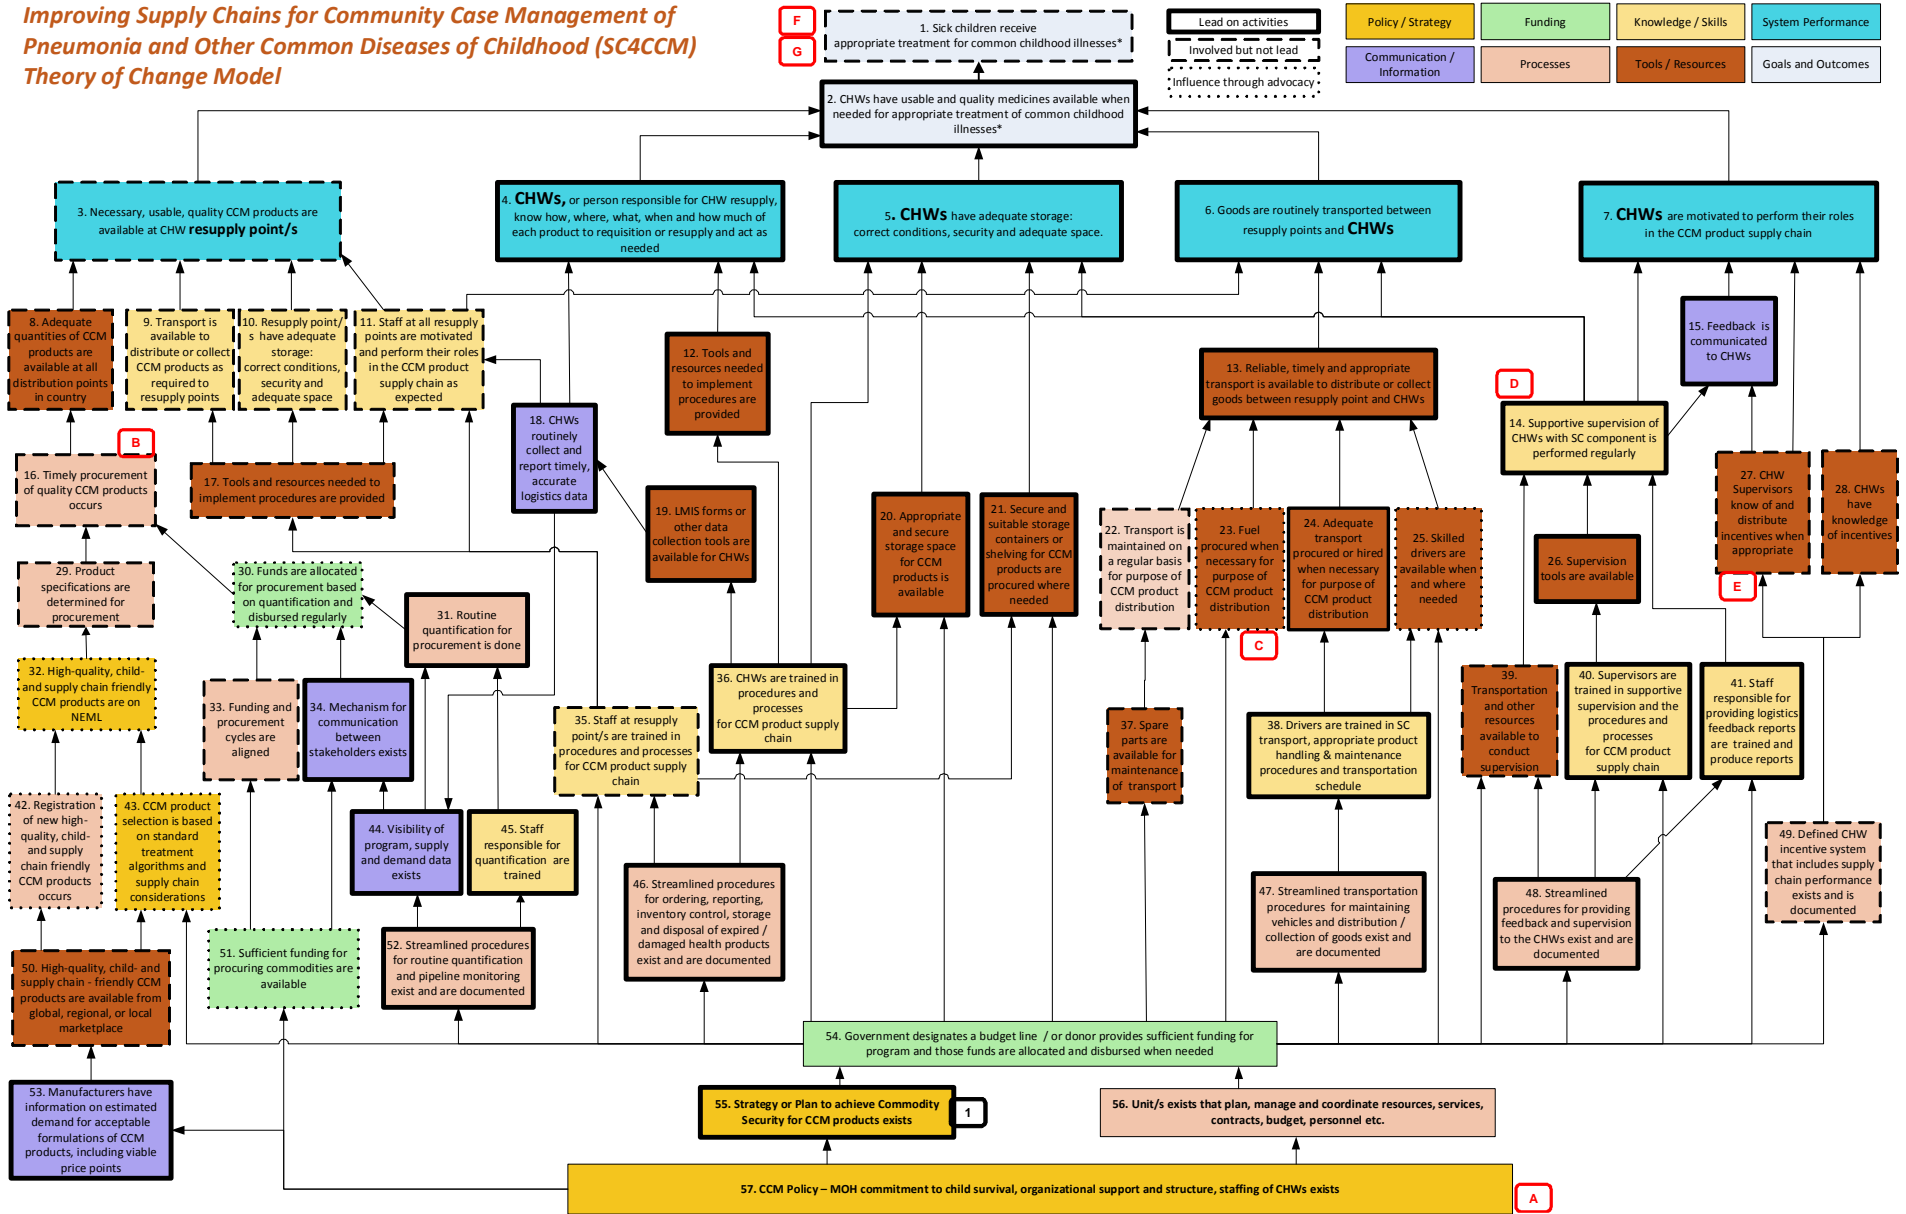 Improving Supply Chains for Community Case Management of
Pneumonia and Other Common Diseases of Childhood (SC4CCM)
Theory of Change Model
F
G
1. Sick children receive
appropriate treatment for common childhood illnesses*
Lead on activities
Involved but not lead
Influence through advocacy
Policy / Strategy
Funding
Knowledge / Skills
System Performance
Communication /
Information
Processes
Tools / Resources
Goals and Outcomes
2. CHWs have usable and quality medicines available when
needed for appropriate treatment of common childhood
illnesses*
3. Necessary, usable, quality CCM products are
available at CHW resupply point/s
4. CHWs, or person responsible for CHW resupply,
know how, where, what, when and how much of
each product to requisition or resupply and act as
needed
5. CHWs have adequate storage:
correct conditions, security and adequate space.
6. Goods are routinely transported between
resupply points and CHWs
7. CHWs are motivated to perform their roles
in the CCM product supply chain
8. Adequate
quantities of CCM
products are
available at all
distribution points
in country
9. Transport is
available to
distribute or collect
CCM products as
required to
resupply points
10. Resupply point/
s have adequate
storage:
correct conditions,
security and
adequate space
11. Staff at all resupply
points are motivated
and perform their roles
in the CCM product
supply chain as
expected
12. Tools and
resources needed
to implement
procedures are
provided
13. Reliable, timely and appropriate
transport is available to distribute or collect
goods between resupply point and CHWs
15. Feedback is
communicated
to CHWs
D
14. Supportive supervision of
CHWs with SC component is
performed regularly
B
16. Timely procurement
of quality CCM products
occurs
17. Tools and resources needed to
implement procedures are provided
18. CHWs
routinely
collect and
report timely,
accurate
logistics data
19. LMIS forms or
other data
collection tools are
available for CHWs
20. Appropriate
and secure
storage space
for CCM
products is
available
21. Secure and
suitable storage
containers or
shelving for CCM
products are
procured where
needed
22. Transport is
maintained on
a regular basis
for purpose of
CCM product
distribution
23. Fuel
procured when
necessary for
purpose of
CCM product
distribution
24. Adequate
transport
procured or hired
when necessary
for purpose of
CCM product
distribution
25. Skilled
drivers are
available when
and where
needed
26. Supervision
tools are available
27. CHW
Supervisors
know of and
distribute
incentives when
appropriate
28. CHWs
have
knowledge
of incentives
E
C
29. Product
specifications are
determined for
procurement
30. Funds are allocated
for procurement based
on quantification and
disbursed regularly
31. Routine
quantification for
procurement is done
32. High-quality, child-
and supply chain friendly
CCM products are on
NEML
33. Funding and
procurement
cycles are
aligned
34. Mechanism for
communication
between
stakeholders exists
35. Staff at resupply
point/s are trained in
procedures and processes
for CCM product supply
chain
36. CHWs are trained in
procedures and
processes
for CCM product supply
chain
37. Spare
parts are
available for
maintenance
of transport
38. Drivers are trained in SC
transport, appropriate product
handling & maintenance
procedures and transportation
schedule
39.
Transportation
and other
resources
available to
conduct
supervision
40. Supervisors are
trained in supportive
supervision and the
procedures and
processes
for CCM product
supply chain
41. Staff
responsible for
providing logistics
feedback reports
are trained and
produce reports
42. Registration
of new high-
quality, child-
and supply
chain friendly
CCM products
occurs
43. CCM product
selection is based
on standard
treatment
algorithms and
supply chain
considerations
44. Visibility of
program, supply
and demand data
exists
45. Staff
responsible for
quantification are
trained
46. Streamlined procedures
for ordering, reporting,
inventory control, storage
and disposal of expired /
damaged health products
exist and are documented
47. Streamlined transportation
procedures for maintaining
vehicles and distribution /
collection of goods exist and
are documented
48. Streamlined
procedures for providing
feedback and supervision
to the CHWs exist and are
documented
49. Defined CHW
incentive system
that includes supply
chain performance
exists and is
documented
50. High-quality, child- and
supply chain - friendly CCM
products are available from
global, regional, or local
marketplace
51. Sufficient funding for
procuring commodities are
available
52. Streamlined procedures
for routine quantification
and pipeline monitoring
exist and are documented
53. Manufacturers have
information on estimated
demand for acceptable
formulations of CCM
products, including viable
price points
54. Government designates a budget line / or donor provides sufficient funding for
program and those funds are allocated and disbursed when needed
55. Strategy or Plan to achieve Commodity
Security for CCM products exists
1
56. Unit/s exists that plan, manage and coordinate resources, services,
contracts, budget, personnel etc.
57. CCM Policy – MOH commitment to child survival, organizational support and structure, staffing of CHWs exists
A